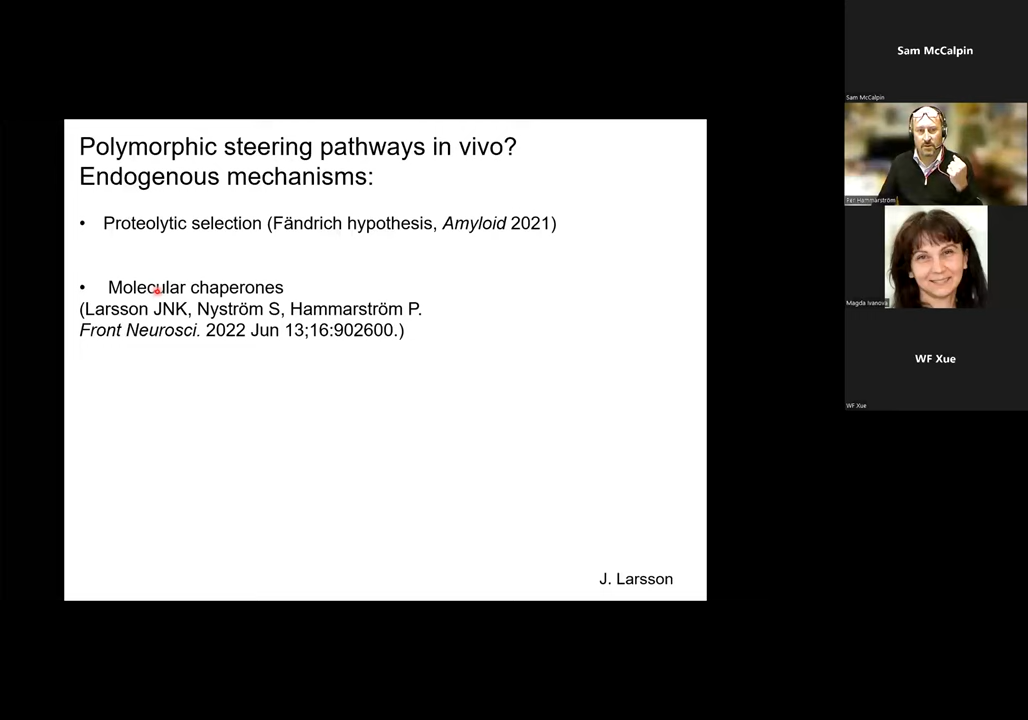 Polymorphic steering pathways in vivo?
Endogenous mechanisms:
• Proteolytic selection (Fändrich hypothesis, Amyloid 2021)
• Molecular chaperones
(Larsson JNK, Nyström S, Hammarström P.
Front Neurosci. 2022 Jun 13;16:902600.)
J. Larsson
Sam McCalpin
Sam McCalpin
Per Hammarström
Magda Ivanova
WF Xue
WF Xue